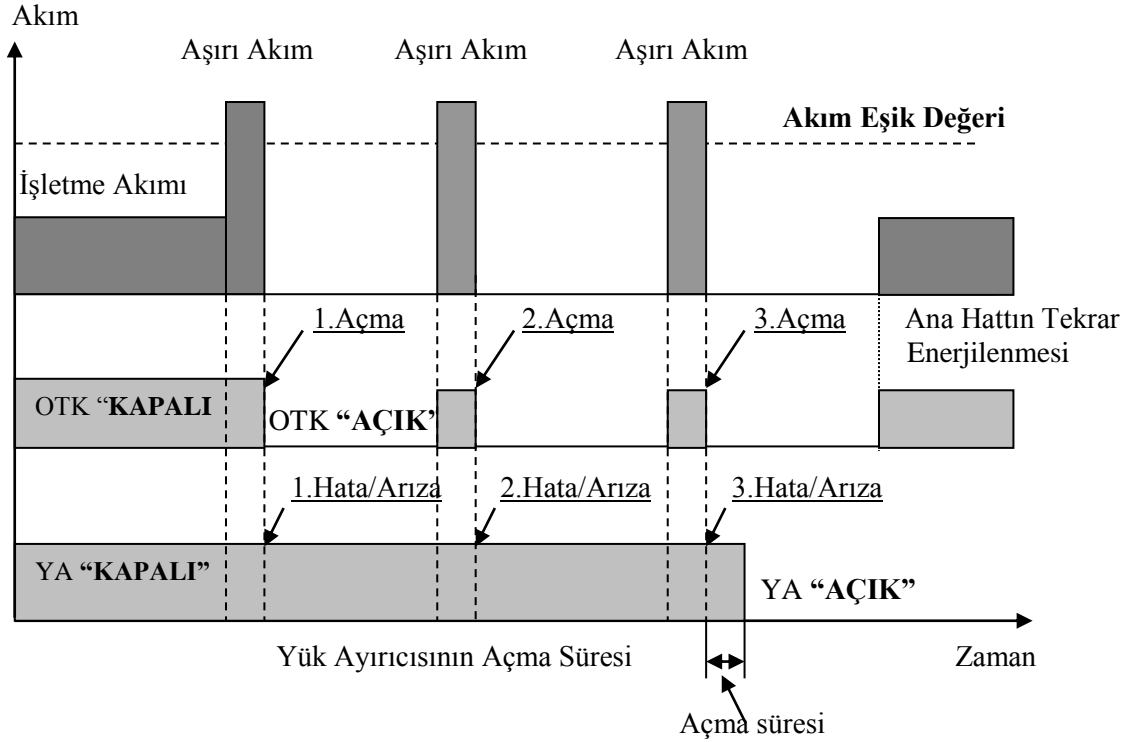 Akım
Aşırı Akım
Aşırı Akım
Aşırı Akım
Akım Eşik Değeri
İşletme Akımı
1.Açma
2.Açma
3.Açma
Ana Hattın Tekrar
Enerjilenmesi
OTK “KAPALI
OTK “AÇIK”
1.Hata/Arıza
2.Hata/Arıza
3.Hata/Arıza
YA “KAPALI”
YA “AÇIK”
Yük Ayırıcısının Açma Süresi
Zaman
Açma süresi